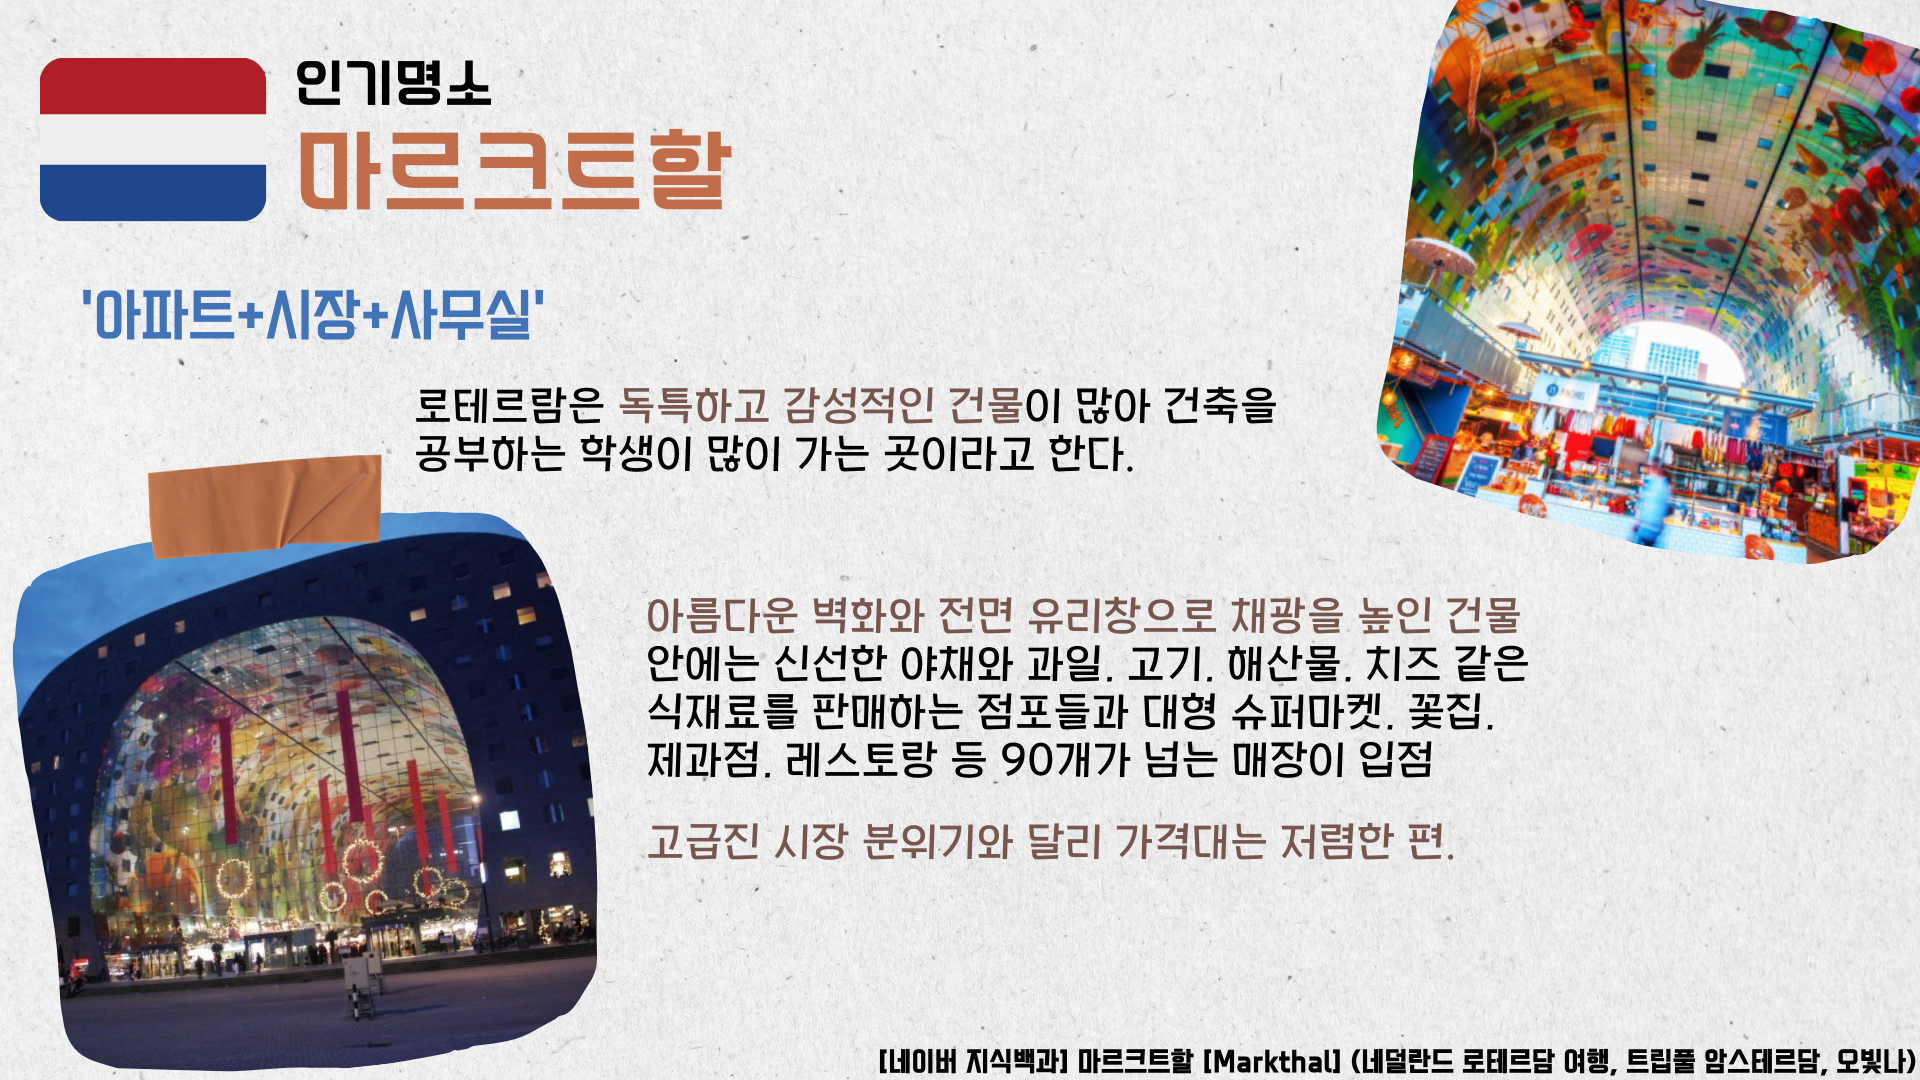 인기명소
마르크트할
'아파트+시장+사무실'
로테르람은 독특하고 감성적인 건물이 많아 건축을
공부하는 학생이 많이 가는 곳이라고 한다.
아름다운 벽화와 전면 유리창으로 채광을 높인 건물
안에는 신선한 야채와 과일, 고기, 해산물, 치즈 같은
식재료를 판매하는 점포들과 대형 슈퍼마켓, 꽃집,
제과점, 레스토랑 등 90개가 넘는 매장이 입점
고급진 시장 분위기와 달리 가격대는 저렴한 편.
[네이버 지식백과] 마르크트할 [Markthal] (네덜란드 로테르담 여행, 트립풀 암스테르담, 오빛나)